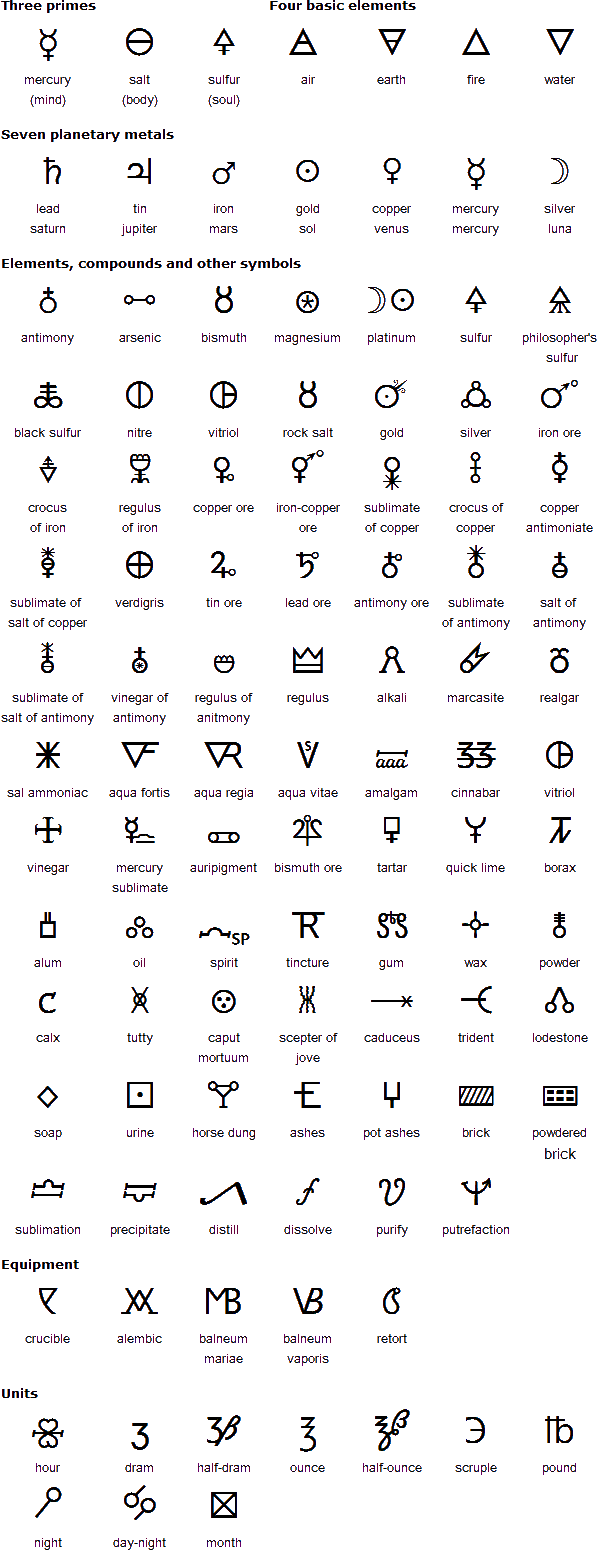 Three primes Four basic elements
mercury salt sulfur air earth fire water
(mind) (body) (soul)
Seven planetary metals
lead tin iron gold copper mercury silver
saturn jupiter mars sol venus mercury luna
Elements, compounds and other symbols
antimony arsenic bismuth magnesium platinum sulfur philosopher's
sulfur
black sulfur nitre vitriol rock salt gold silver iron ore
crocus regulus copper ore iron-copper sublimate crocus of copper
of iron of iron ore of copper copper antimoniate
sublimate of verdigris tin ore lead ore antimony ore sublimate salt of
salt of copper of antimony antimony
sublimate of vinegar of regulus of regulus alkali marcasite realgar
salt of antimony antimony anitmony
sal ammoniac aqua fortis aqua regia aqua vitae amalgam cinnabar vitriol
vinegar mercury auripigment bismuth ore tartar quick lime borax
sublimate
SP
alum oil spirit tincture gum wax powder
calx tutty caput scepter of caduceus trident lodestone
mortuum jove
soap urine horse dung ashes pot ashes brick powdered
brick
sublimation precipitate distill dissolve purify putrefaction
Equipment
crucible alembic balneum balneum retort
mariae vaporis
Units
hour dram half-dram ounce half-ounce scruple pound
night day-night month